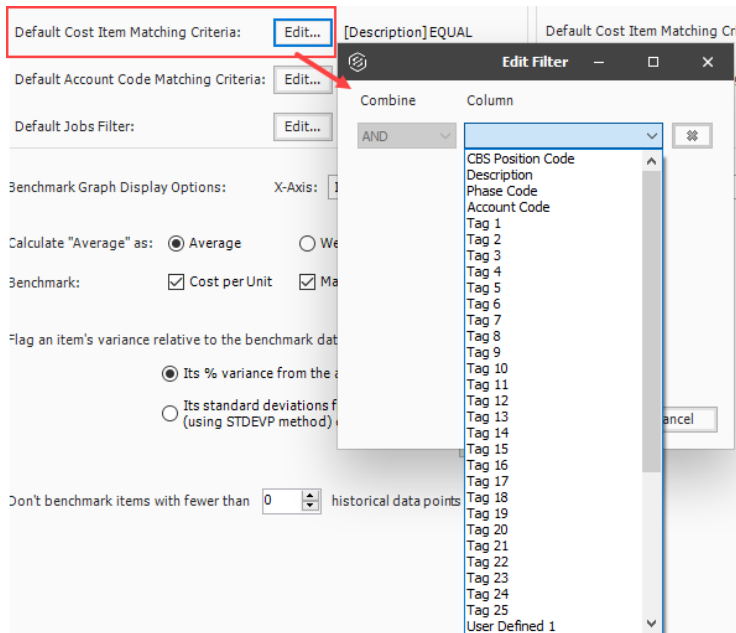 Default Cost Item Matching Criteria: Edit... [Description] EQUAL Default Cost Item Matching
Edit Filter
Combine Column
Default Account Code Matching Criteria: Edit...
AND
Default Jobs Filter: Edit...
CBS Position Code
Description
Phase Code
Account Code
Tag 1
Tag 2
Tag 3
Tag 4
Tag 5
Tag 6
Tag 7
Tag 8
Tag 9
Tag 10
Tag 11
Tag 12
Tag 13
Tag 14
Tag 15
Tag 16
Tag 17
Tag 18
Tag 19
Tag 20
Tag 21
Tag 22
Tag 23
Tag 24
Tag 25
User Defined 1
Benchmark Graph Display Options: X-Axis:
Calculate "Average" as: Average
Benchmark: Cost per Unit
Flag an item's variance relative to the benchmark
Its % variance from the
Its standard deviations
(using STDEVP method)
ancel
Don't benchmark items with fewer than 0 historical data points